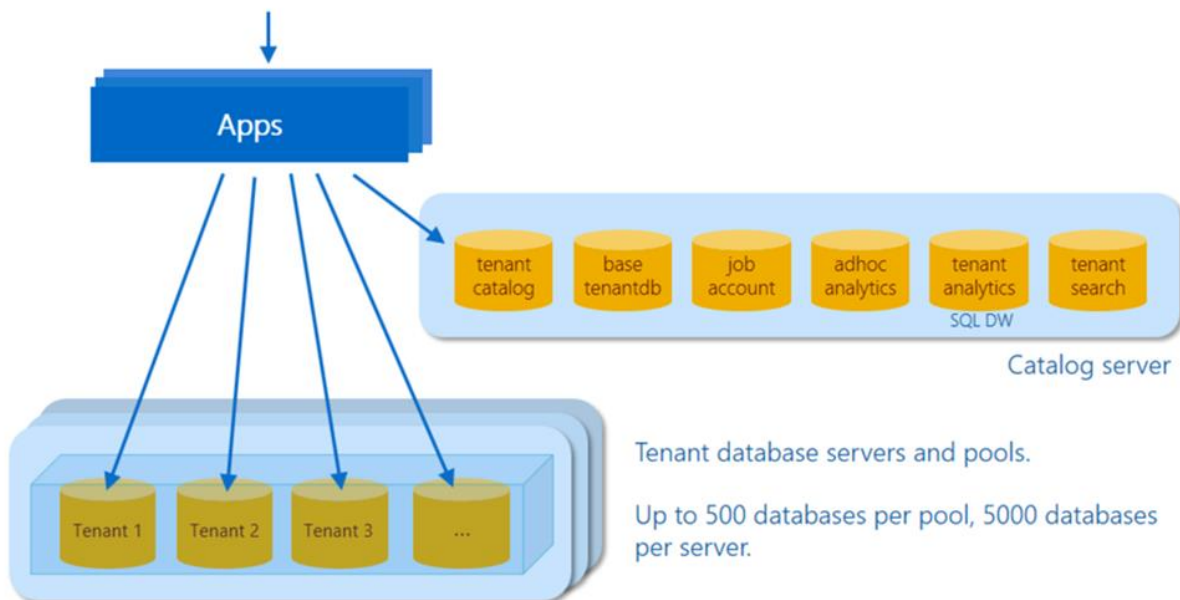 Apps
tenant
catalog
base
tenantdb
job
account
adhoc
analytics
tenant
analytics
SQL DW
tenant
search
Catalog server
Tenant 1
Tenant 2
Tenant 3
...
Tenant database servers and pools.
Up to 500 databases per pool, 5000 databases
per server.